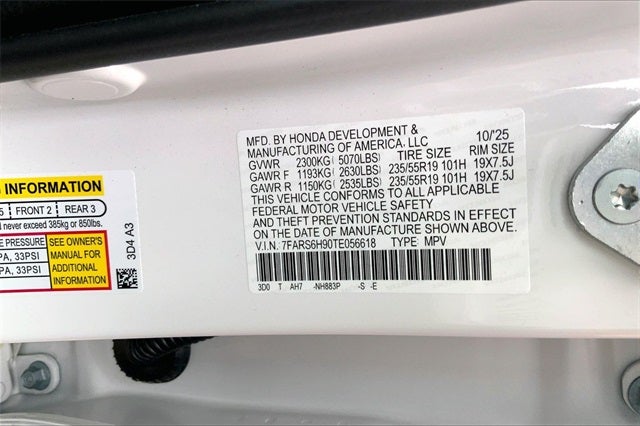 MFD. BY HONDA DEVELOPMENT & 10/'25
MANUFACTURING OF AMERICA, LLC
GVWR 2300KG (5070LBS) TIRE SIZE RIM SIZE
GAWR F 1193KG (2630LBS) 235/55R19 101H 19X7.5J
GAWR R 1150KG (2535LBS) 235/55R19 101H 19X7.5J
THIS VEHICLE CONFORMS TO ALL APPLICABLE
FEDERAL MOTOR VEHICLE SAFETY
AND THEFT PREVENTION STANDARDS IN EFFECT
ON THE DATE OF MANUFACTURE SHOWN ABOVE.
V.I.N. 7FARS6H90TE056618 TYPE: MPV
3D0 T AH7 -NH883P -S -E
INFORMATION
5 FRONT 2 REAR 3
never exceed 385kg or 850lbs.
PRESSURE
PA, 33PSI
PA, 33PSI
SEE OWNER'S
MANUAL FOR
ADDITIONAL
INFORMATION
3D4 A3